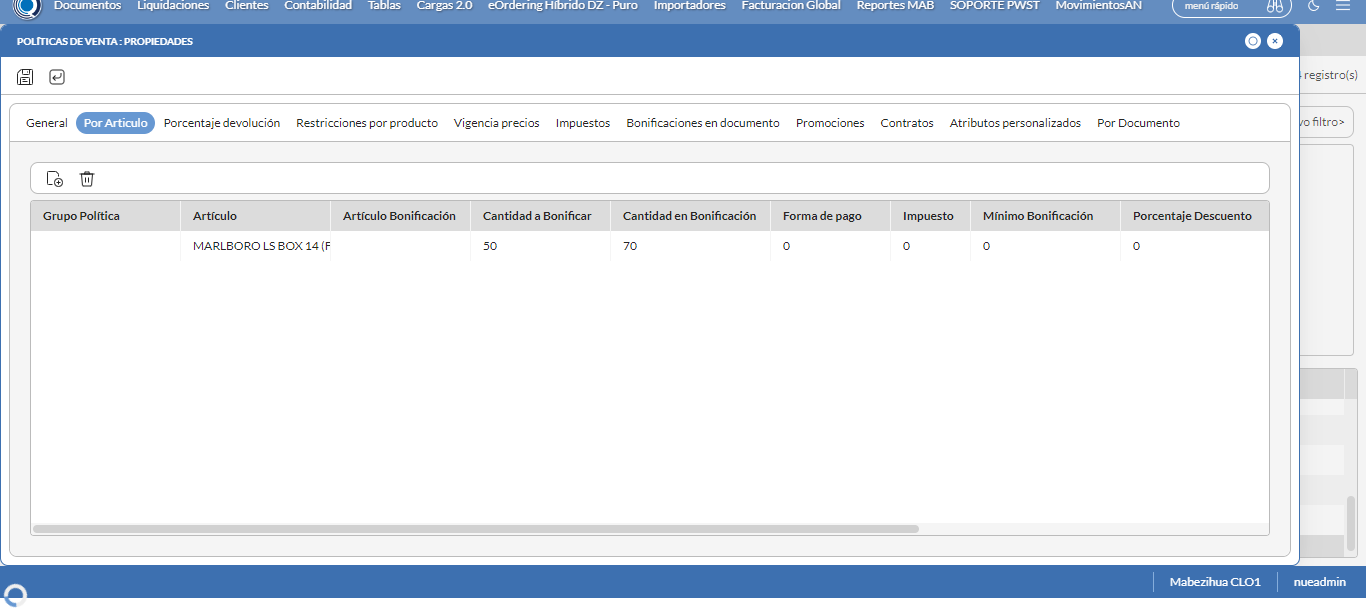 Documentos Liquidaciones Clientes Contabilidad Tablas Cargas 2.0 eOrdering Híbrido DZ - Puro Importadores Facturacion Global Reportes MAB SOPORTE PWST MovimientosAN menú rápido
POLÍTICAS DE VENTA : PROPIEDADES
registro(s)
General Por Articulo Porcentaje devolución Restricciones por producto Vigencia precios Impuestos Bonificaciones en documento Promociones Contratos Atributos personalizados Por Documento
filtro>
Grupo Política Artículo Artículo Bonificación Cantidad a Bonificar Cantidad en Bonificación Forma de pago Impuesto Mínimo Bonificación Porcentaje Descuento
MARLBORO LS BOX 14 (F 50 70 0 0 0 0
Mabezihua CLO1 nueadmin